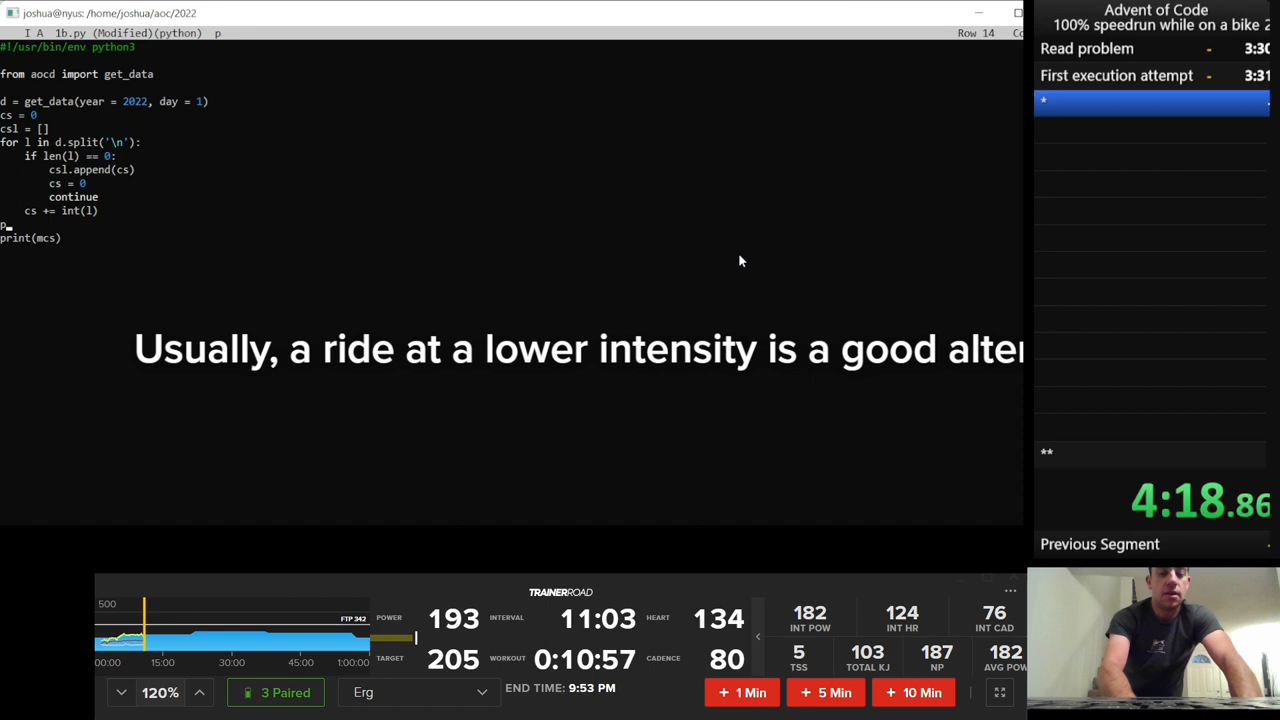 joshua@nyus: /home/joshua/aoc/2022
I A 1b.py (Modified)(python) p
Row 14
#!/usr/bin/env python3
from aocd import get_data
d = get_data(year = 2022, day = 1)
cs = 0
csl = []
for l in d.split('\n'):
if len(l) == 0:
csl.append(cs)
cs = 0
continue
cs += int(l)
p
print(mcs)
Usually, a ride at a lower intensity is a good
Advent of Code
100% speedrun while on a bike
Read problem - 3:30
First execution attempt - 3:31
*
**
4:18.86
Previous Segment -
TRAINERROAD
500
FTP 342
00:00 15:00 30:00 45:00 1:00:00
POWER 193 INTERVAL 11:03 HEART 134
TARGET 205 WORKOUT 0:10:57 CADENCE 80
182 124 76
INT POW INT HR INT CAD
5 103 187 182
TSS TOTAL KJ NP AVG POW
120% 3 Paired Erg END TIME: 9:53 PM
+ 1 Min + 5 Min + 10 Min